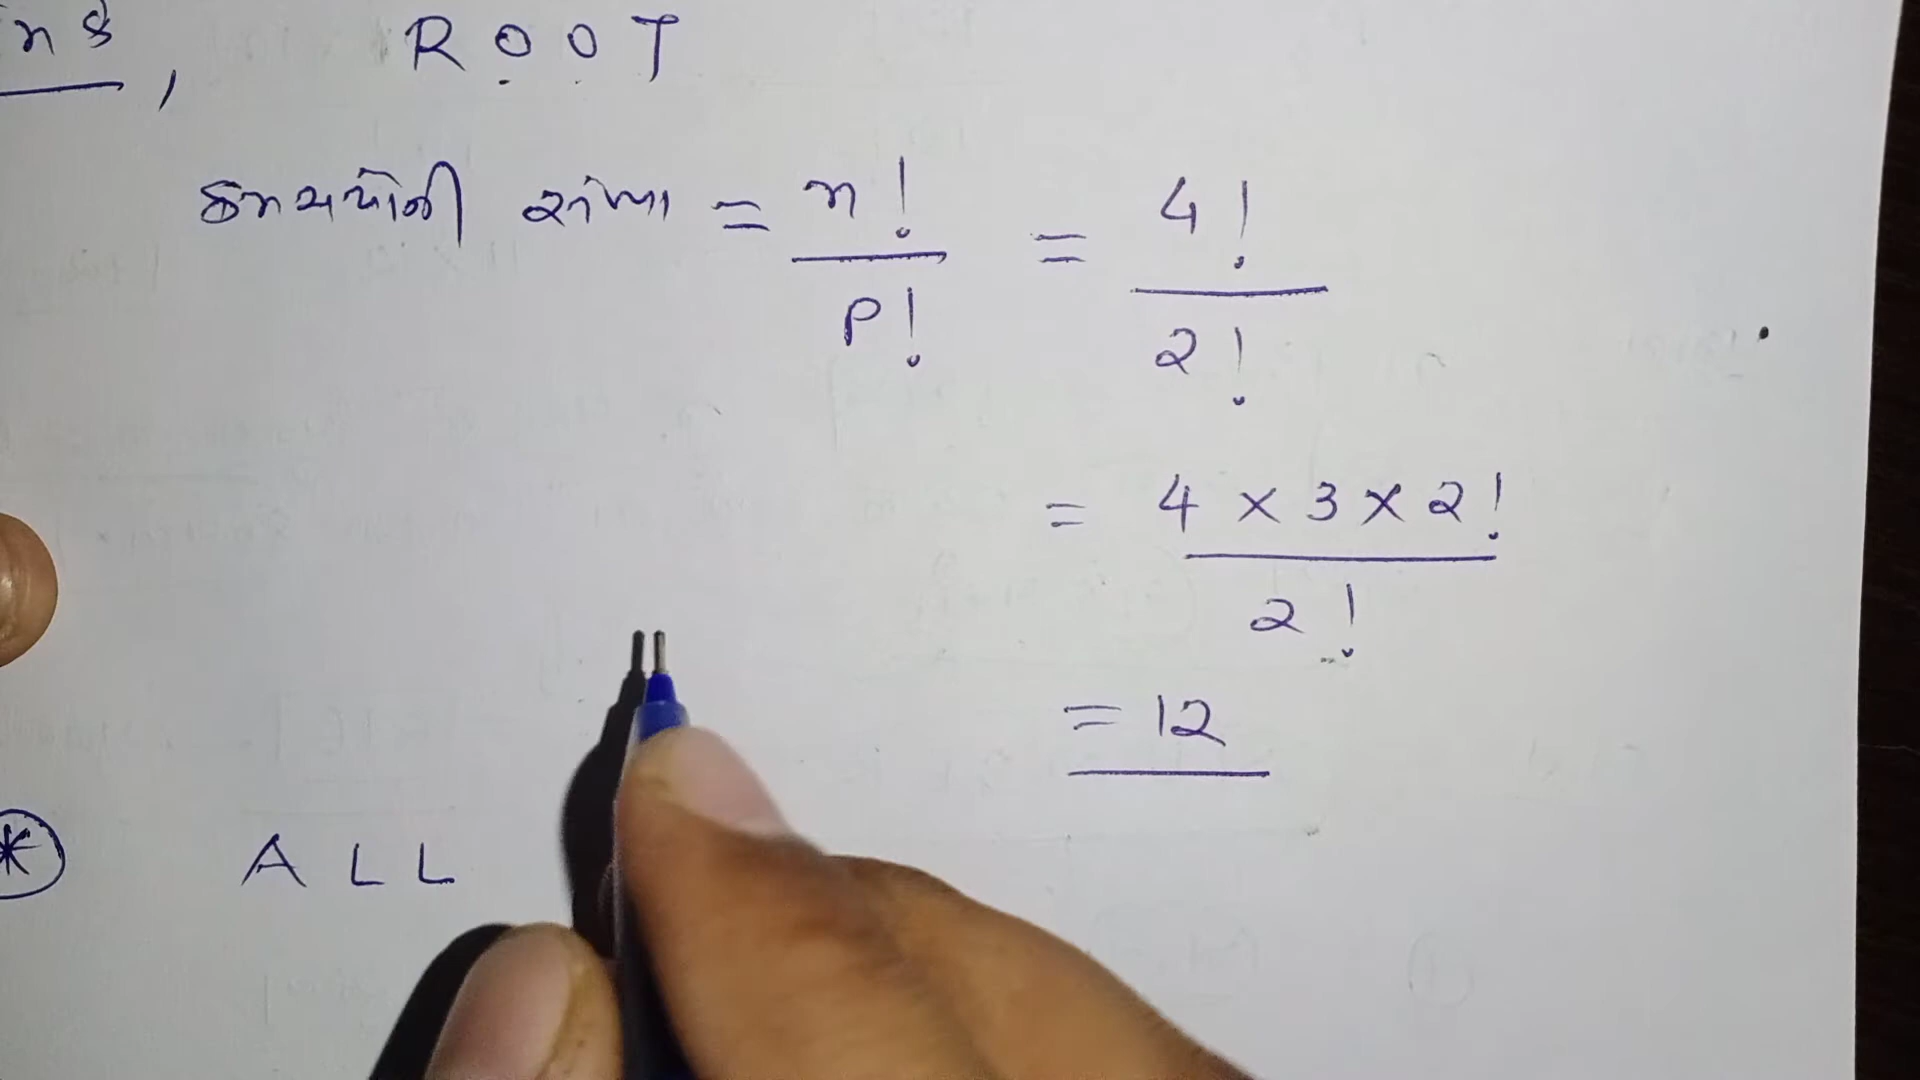 ROOT
ક્રમચયોની સંખ્યા = n! / P! = 4! / 2!
= 4 × 3 × 2! / 2!
= 12
* ALL